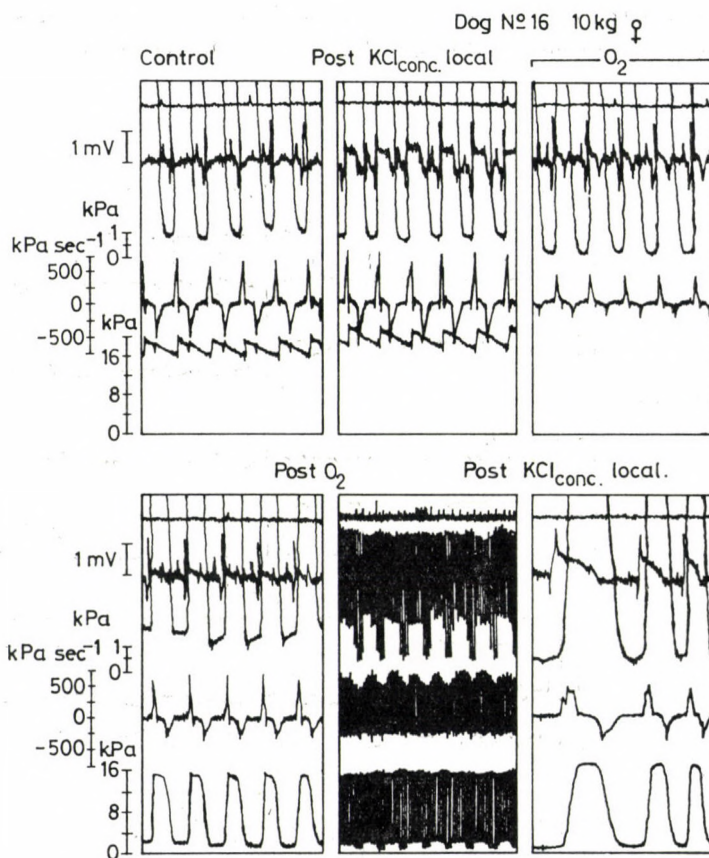 Dog Nº 16 10 kg ♀
Control Post KCl conc. local O2
1 mV
kPa
1
0
kPa sec⁻¹
500
0
-500
kPa
16
8
0
Post O2 Post KCl conc. local.
1 mV
kPa
1
0
kPa sec⁻¹
500
0
-500
kPa
16
8
0